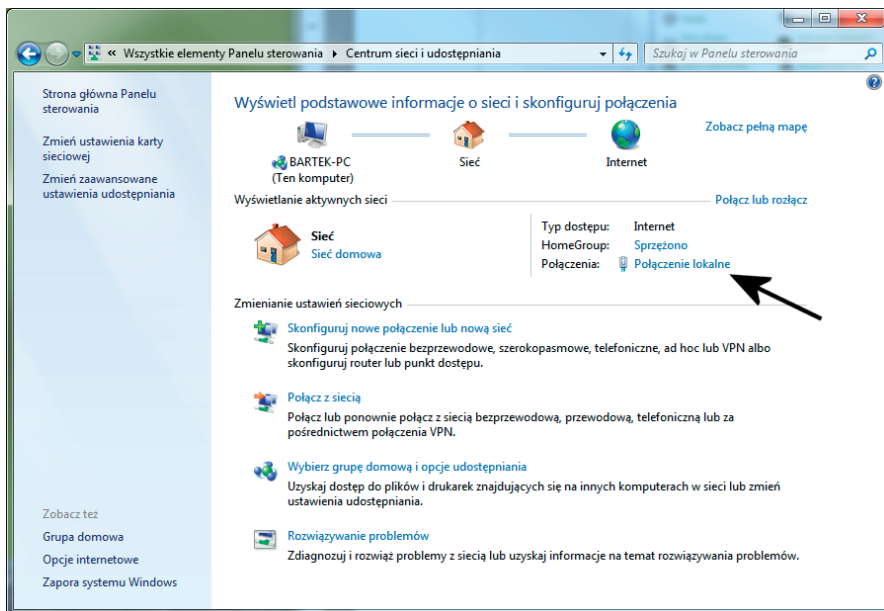 « Wszystkie elementy Panelu sterowania Centrum sieci i udostępniania
Szukaj w Panelu sterowania
Strona główna Panelu
sterowania
Zmień ustawienia karty
sieciowej
Zmień zaawansowane
ustawienia udostępniania
Wyświetl podstawowe informacje o sieci i skonfiguruj połączenia
Zobacz pełną mapę
BARTEK-PC
(Ten komputer)
Sieć
Internet
Wyświetlanie aktywnych sieci
Połącz lub rozłącz
Sieć
Sieć domowa
Typ dostępu: Internet
HomeGroup: Sprzężono
Połączenia: Połączenie lokalne
Zmienianie ustawień sieciowych
Skonfiguruj nowe połączenie lub nową sieć
Skonfiguruj połączenie bezprzewodowe, szerokopasmowe, telefoniczne, ad hoc lub VPN albo
skonfiguruj router lub punkt dostępu.
Połącz z siecią
Połącz lub ponownie połącz z siecią bezprzewodową, przewodową, telefoniczną lub za
pośrednictwem połączenia VPN.
Wybierz grupę domową i opcje udostępniania
Uzyskaj dostęp do plików i drukarek znajdujących się na innych komputerach w sieci lub zmień
ustawienia udostępniania.
Rozwiązywanie problemów
Zdiagnozuj i rozwiąż problemy z siecią lub uzyskaj informacje na temat rozwiązywania problemów.
Zobacz też
Grupa domowa
Opcje internetowe
Zapora systemu Windows